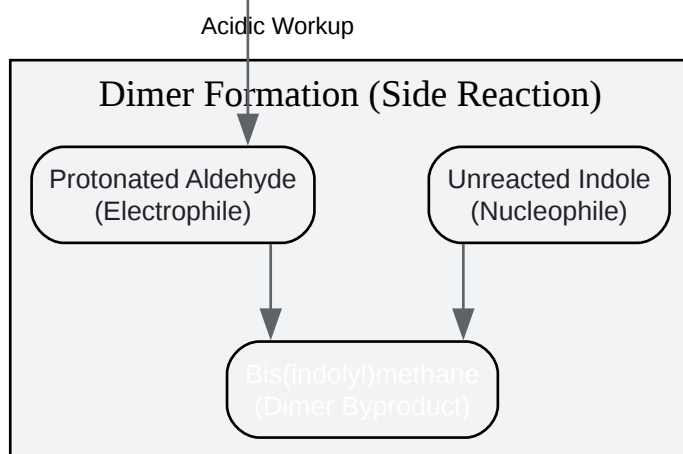 Acidic Workup
Dimer Formation (Side Reaction)
Protonated Aldehyde
(Electrophile)
Unreacted Indole
(Nucleophile)
Bis(indolyl)methane
(Dimer Byproduct)